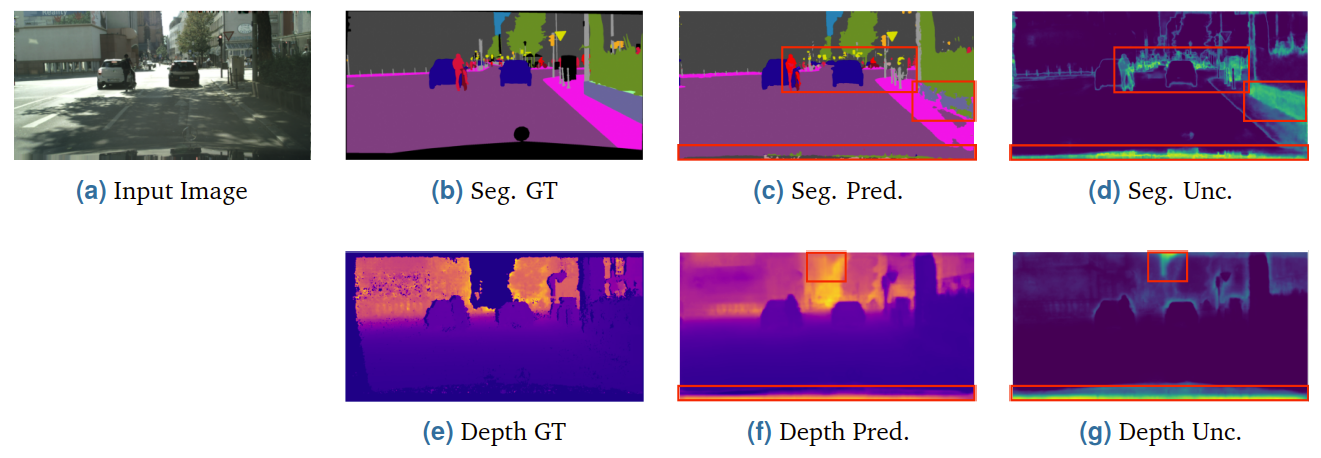 (a) Input Image
(b) Seg. GT
(c) Seg. Pred.
(d) Seg. Unc.
(e) Depth GT
(f) Depth Pred.
(g) Depth Unc.